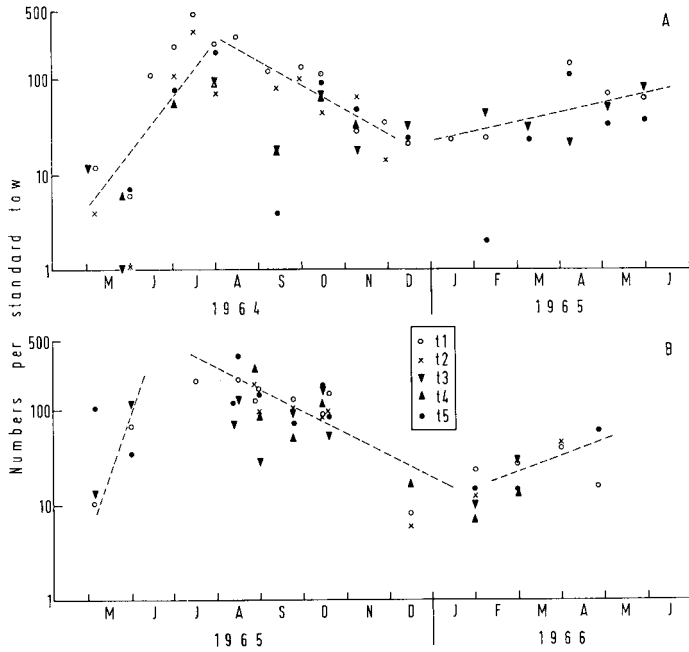 500
A
100
10
1
M J J A S O N D J F M A M J
1964 1965
Numbers per standard tow
500
B
t1
t2
t3
t4
t5
100
10
1
M J J A S O N D J F M A M J
1965 1966